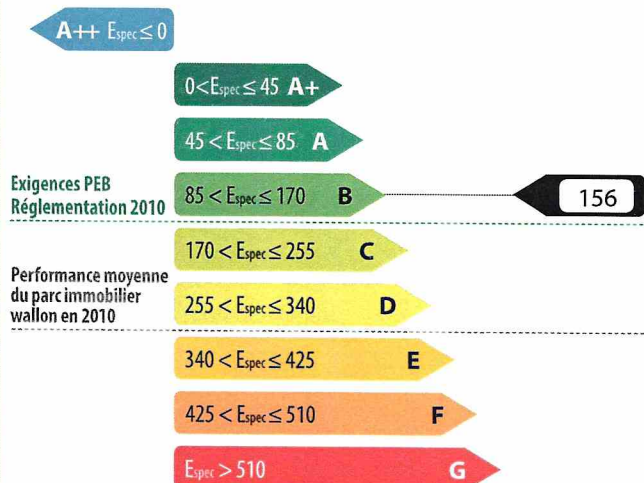 A++ Espec ≤ 0
0 < Espec ≤ 45 A+
45 < Espec ≤ 85 A
Exigences PEB
Réglementation 2010
85 < Espec ≤ 170 B
156
170 < Espec ≤ 255 C
Performance moyenne
du parc immobilier
wallon en 2010
255 < Espec ≤ 340 D
340 < Espec ≤ 425 E
425 < Espec ≤ 510 F
Espec > 510 G